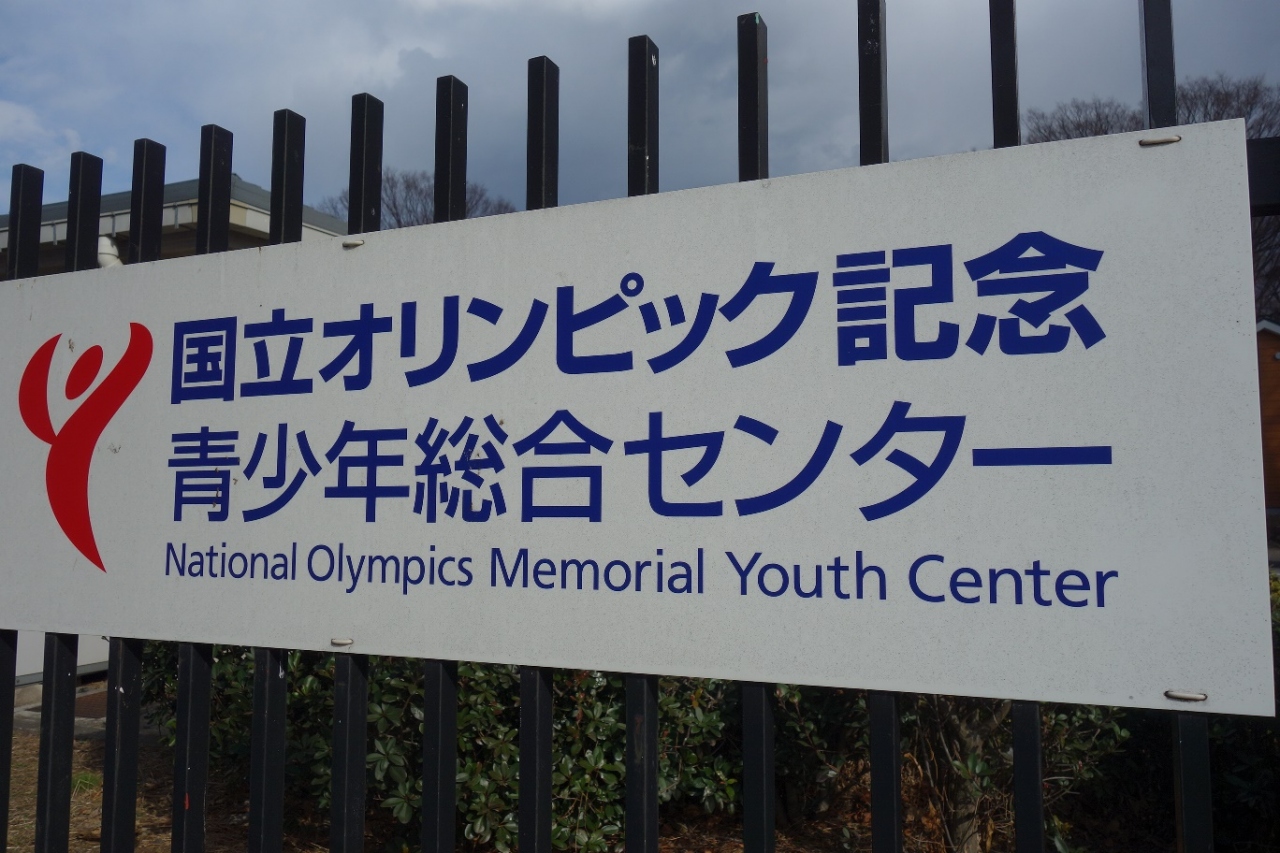 国立オリンピック記念
青少年総合センター
National Olympics Memorial Youth Center